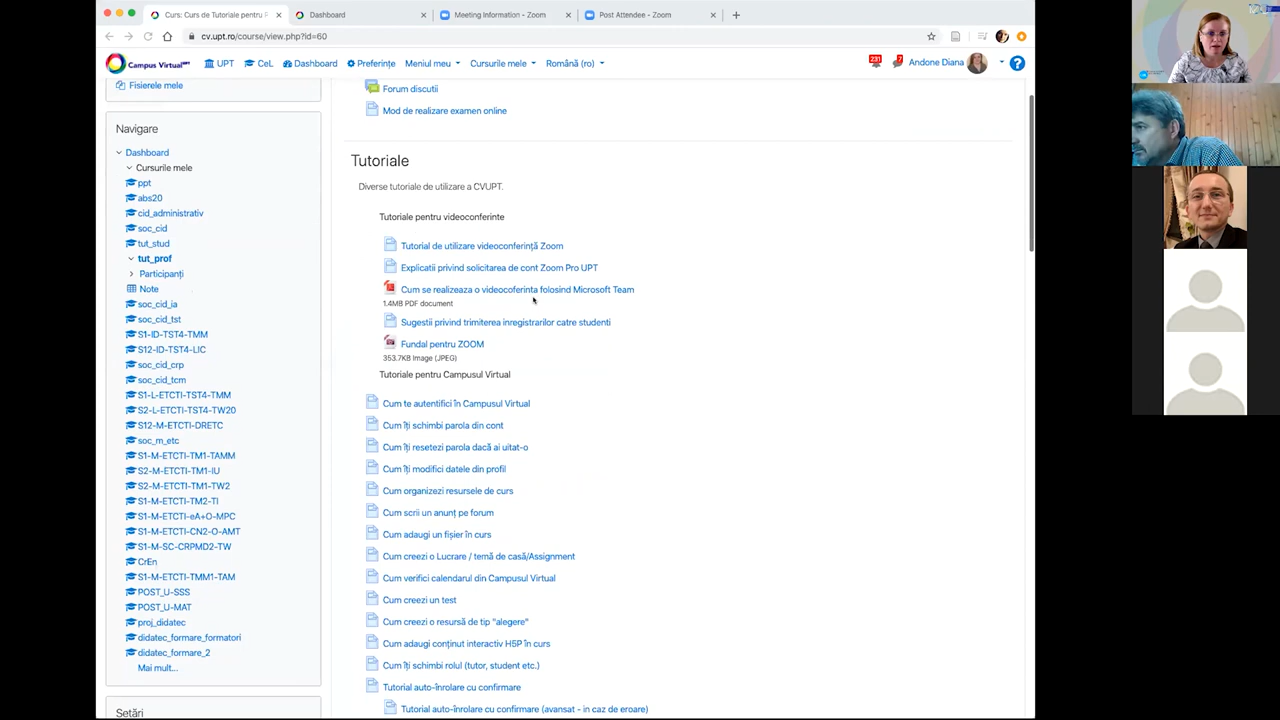 Curs: Curs de Tutoriale pentru P
Dashboard
Meeting Information - Zoom
Post Attendee - Zoom
cv.upt.ro/course/view.php?id=60
Campus Virtual UPT
UPT
CeL
Dashboard
Preferințe
Meniul meu
Cursurile mele
Română (ro)
231
7
Andone Diana
Fisierele mele
Navigare
Dashboard
Cursurile mele
ppt
abs20
cid_administrativ
soc_cid
tut_stud
tut_prof
Participanți
Note
soc_cid_ia
soc_cid_tst
S1-ID-TST4-TMM
S12-ID-TST4-LIC
soc_cid_crp
soc_cid_tcm
S1-L-ETCTI-TST4-TMM
S2-L-ETCTI-TST4-TW20
S12-M-ETCTI-DRETC
soc_m_etc
S1-M-ETCTI-TM1-TAMM
S2-M-ETCTI-TM1-IU
S2-M-ETCTI-TM1-TW2
S1-M-ETCTI-TM2-TI
S1-M-ETCTI-eA+O-MPC
S1-M-ETCTI-CN2-O-AMT
S1-M-SC-CRPMD2-TW
CrEn
S1-M-ETCTI-TMM1-TAM
POST_U-SSS
POST_U-MAT
proj_didatec
didatec_formare_formatori
didatec_formare_2
Mai mult...
Setări
Forum discutii
Mod de realizare examen online
Tutoriale
Diverse tutoriale de utilizare a CVUPT.
Tutoriale pentru videoconferinte
Tutorial de utilizare videoconferință Zoom
Explicatii privind solicitarea de cont Zoom Pro UPT
Cum se realizeaza o videocoferinta folosind Microsoft Team
1.4MB PDF document
Sugestii privind trimiterea inregistrarilor catre studenti
Fundal pentru ZOOM
353.7KB Image (JPEG)
Tutoriale pentru Campusul Virtual
Cum te autentifici în Campusul Virtual
Cum îți schimbi parola din cont
Cum îți resetezi parola dacă ai uitat-o
Cum îți modifici datele din profil
Cum organizezi resursele de curs
Cum scrii un anunț pe forum
Cum adaugi un fișier în curs
Cum creezi o Lucrare / temă de casă/Assignment
Cum verifici calendarul din Campusul Virtual
Cum creezi un test
Cum creezi o resursă de tip "alegere"
Cum adaugi conținut interactiv H5P în curs
Cum îți schimbi rolul (tutor, student etc.)
Tutorial auto-înrolare cu confirmare
Tutorial auto-înrolare cu confirmare (avansat - in caz de eroare)